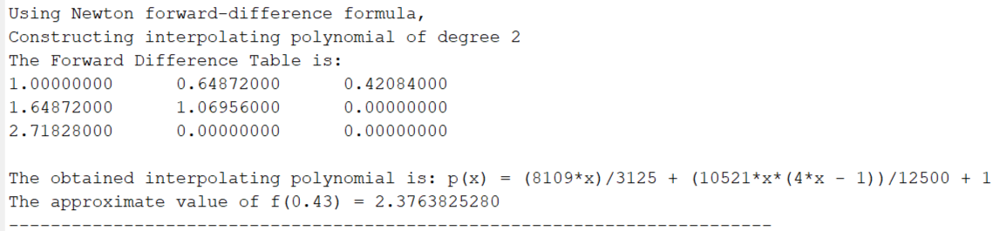 Using Newton forward-difference formula,
Constructing interpolating polynomial of degree 2
The Forward Difference Table is:
1.00000000 0.64872000 0.42084000
1.64872000 1.06956000 0.00000000
2.71828000 0.00000000 0.00000000
The obtained interpolating polynomial is: p(x) = (8109*x)/3125 + (10521*x*(4*x - 1))/12500 + 1
The approximate value of f(0.43) = 2.3763825280
------------------------------------------------------------------------